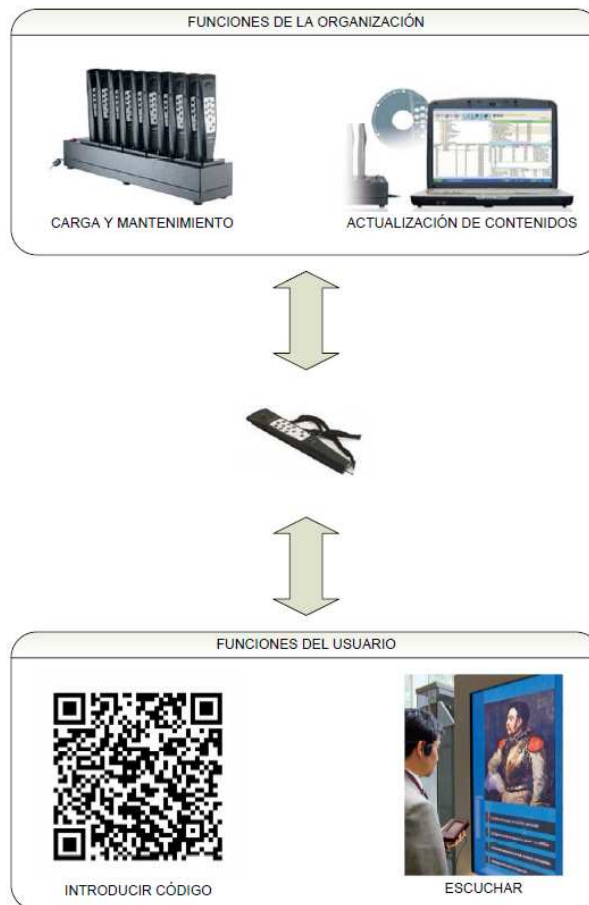 FUNCIONES DE LA ORGANIZACIÓN
CARGA Y MANTENIMIENTO
ACTUALIZACIÓN DE CONTENIDOS
FUNCIONES DEL USUARIO
INTRODUCIR CÓDIGO
ESCUCHAR